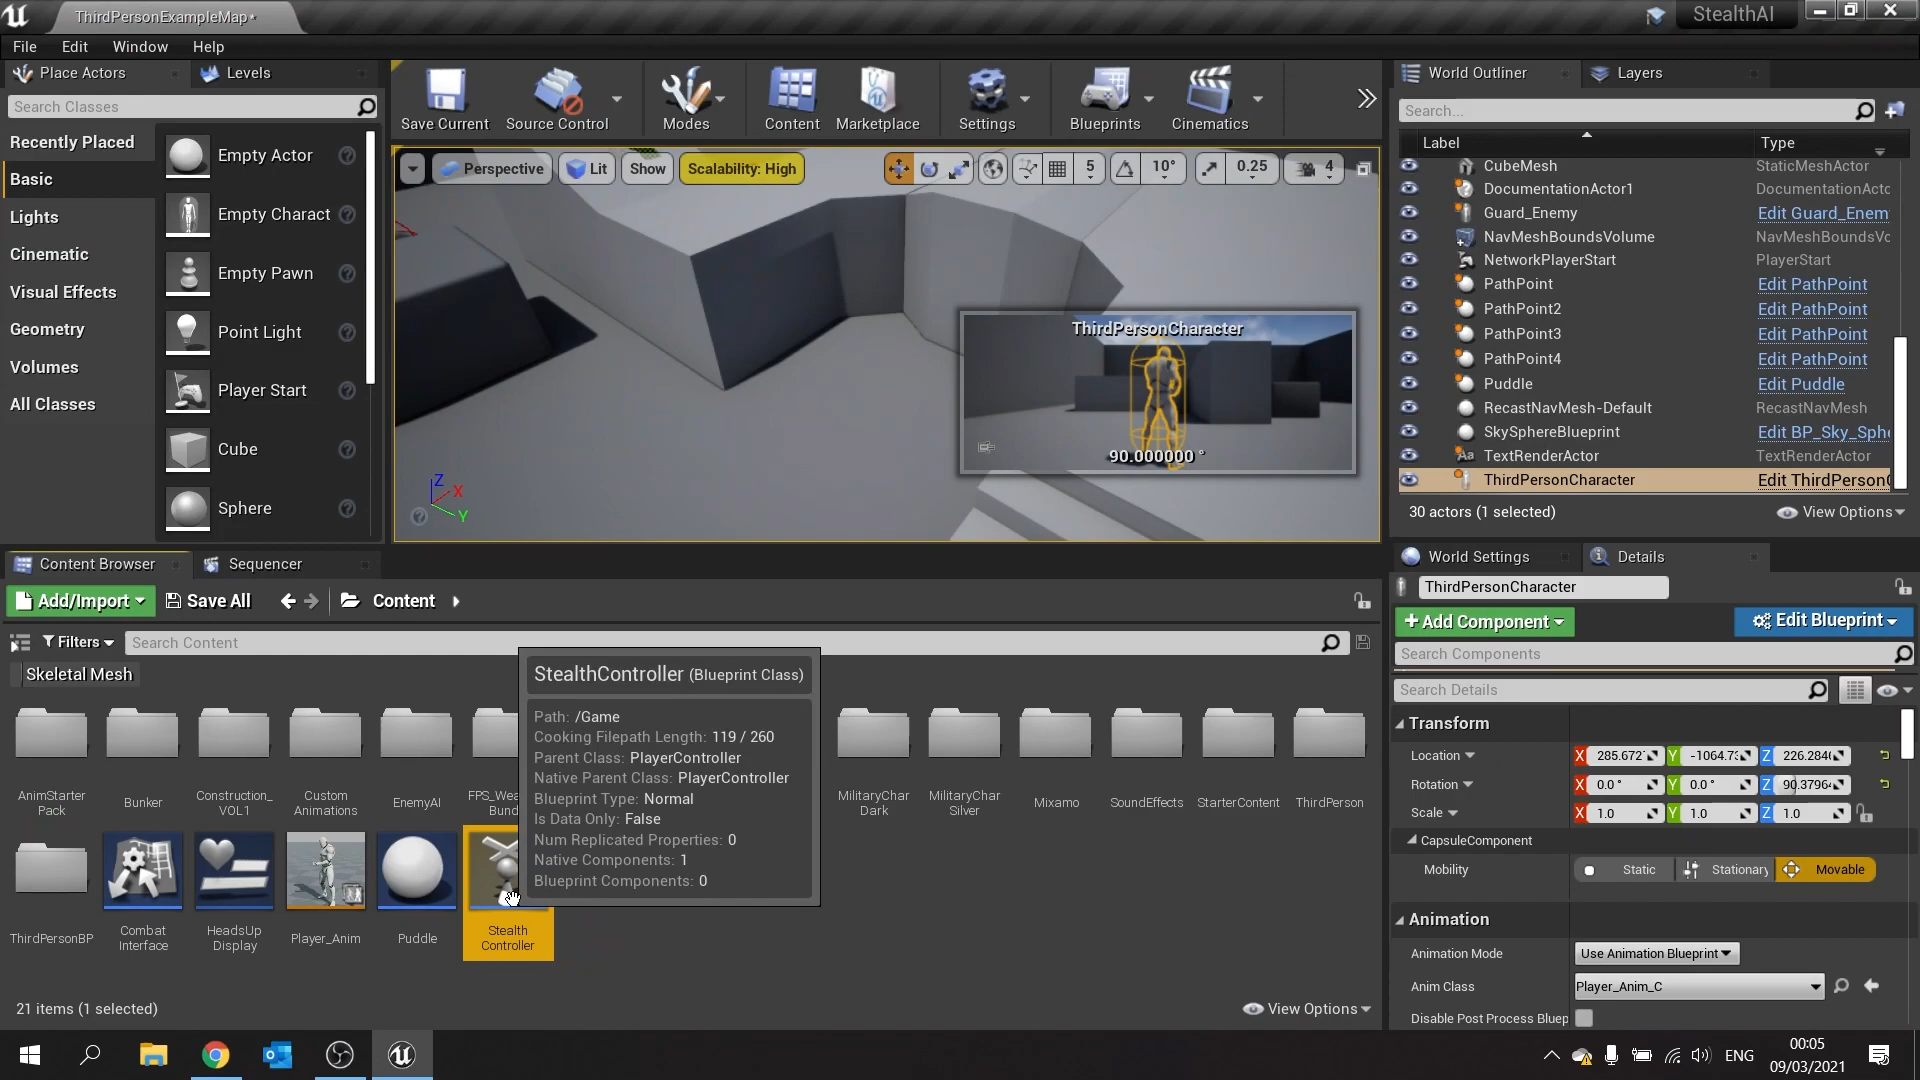 ThirdPersonExampleMap*
StealthAI
File Edit Window Help
Place Actors
Levels
Search Classes
Recently Placed
Basic
Lights
Cinematic
Visual Effects
Geometry
Volumes
All Classes
Empty Actor
Empty Charact
Empty Pawn
Point Light
Player Start
Cube
Sphere
Save Current
Source Control
Modes
Content
Marketplace
Settings
Blueprints
Cinematics
Perspective
Lit
Show
Scalability: High
5
10°
0.25
4
ThirdPersonCharacter
90.000000 °
Z
X
Y
World Outliner
Layers
Search...
Label Type
CubeMesh StaticMeshActor
DocumentationActor1 DocumentationActo
Guard_Enemy Edit Guard_Enem
NavMeshBoundsVolume NavMeshBoundsVo
NetworkPlayerStart PlayerStart
PathPoint Edit PathPoint
PathPoint2 Edit PathPoint
PathPoint3 Edit PathPoint
PathPoint4 Edit PathPoint
Puddle Edit Puddle
RecastNavMesh-Default RecastNavMesh
SkySphereBlueprint Edit BP_Sky_Sphe
TextRenderActor TextRenderActor
ThirdPersonCharacter Edit ThirdPersonC
30 actors (1 selected)
View Options
Content Browser
Sequencer
Add/Import
Save All
Content
Filters
Search Content
Skeletal Mesh
AnimStarter
Pack
Bunker
Construction_
VOL1
Custom
Animations
EnemyAI
FPS_Wea
Bund
MilitaryChar
Dark
MilitaryChar
Silver
Mixamo
SoundEffects
StarterContent
ThirdPerson
ThirdPersonBP
Combat
Interface
HeadsUp
Display
Player_Anim
Puddle
Stealth
Controller
StealthController (Blueprint Class)
Path: /Game
Cooking Filepath Length: 119 / 260
Parent Class: PlayerController
Native Parent Class: PlayerController
Blueprint Type: Normal
Is Data Only: False
Num Replicated Properties: 0
Native Components: 1
Blueprint Components: 0
21 items (1 selected)
View Options
World Settings
Details
ThirdPersonCharacter
+Add Component
Edit Blueprint
Search Components
Search Details
Transform
Location X 285.672 Y -1064.73 Z 226.284
Rotation X 0.0 ° Y 0.0 ° Z 90.3796
Scale X 1.0 Y 1.0 Z 1.0
CapsuleComponent
Mobility Static Stationary Movable
Animation
Animation Mode Use Animation Blueprint
Anim Class Player_Anim_C
Disable Post Process Bluep
ENG
00:05
09/03/2021